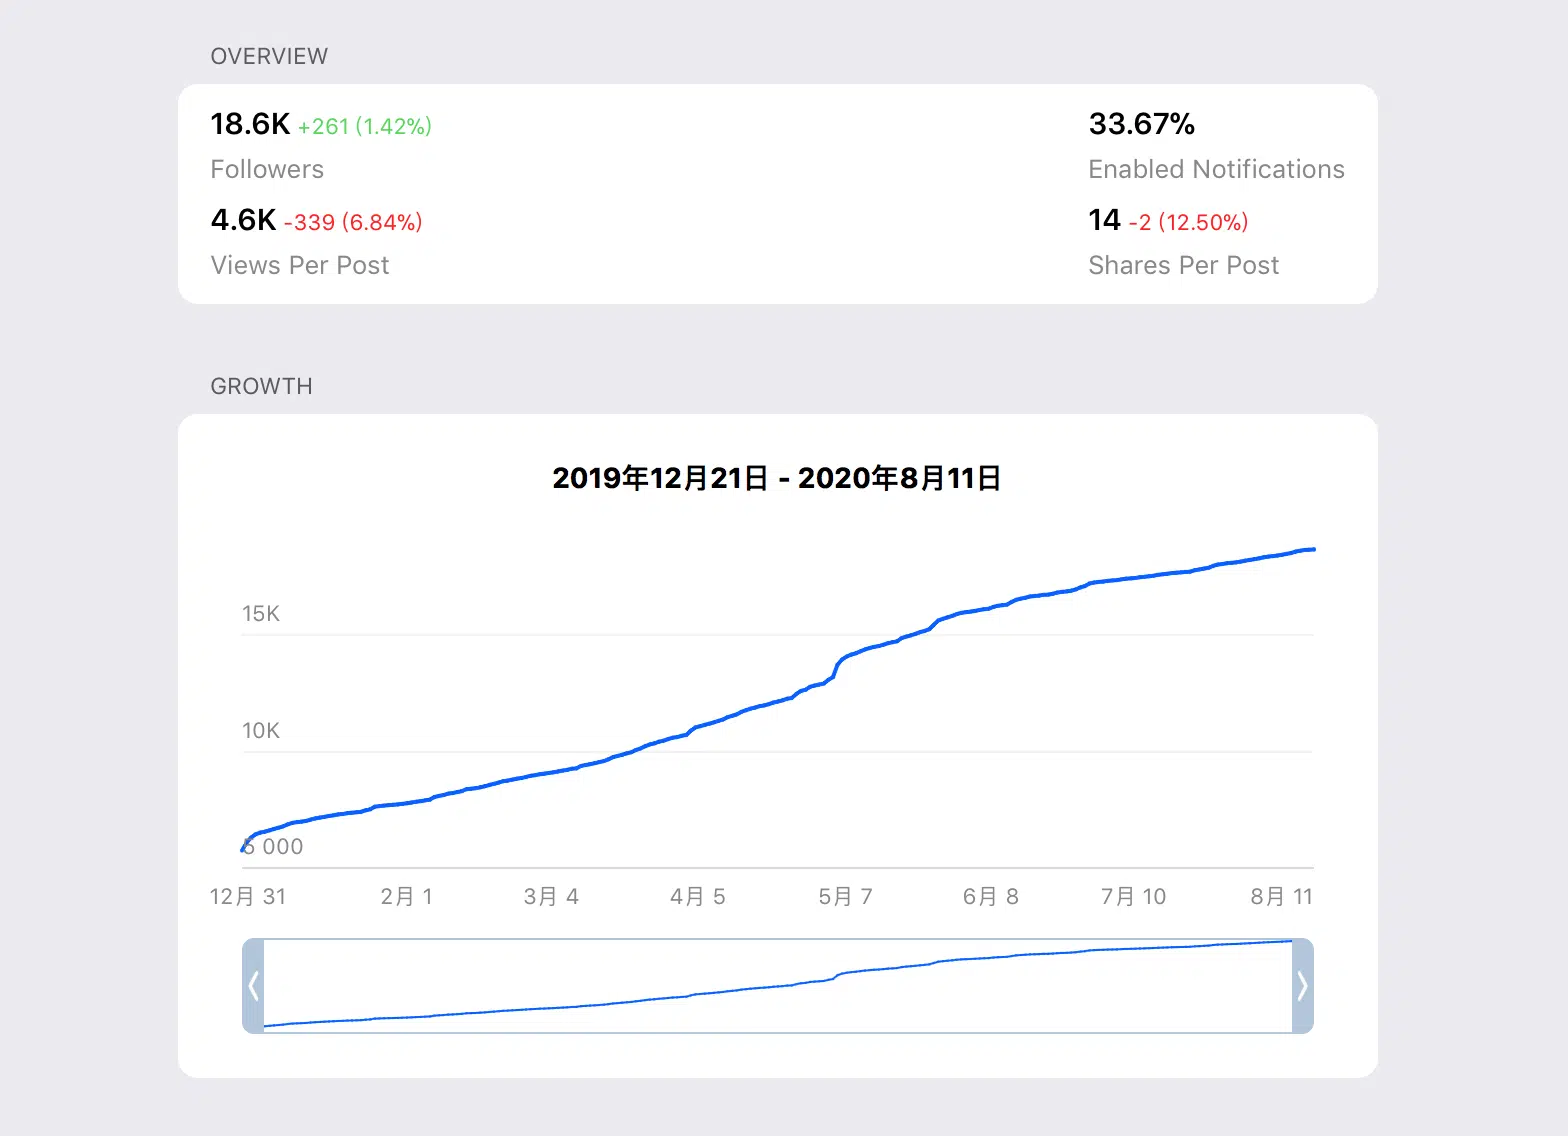 OVERVIEW
18.6K +261 (1.42%)
Followers
33.67%
Enabled Notifications
4.6K -339 (6.84%)
Views Per Post
14 -2 (12.50%)
Shares Per Post
GROWTH
2019年12月21日 - 2020年8月11日
15K
10K
5 000
12月 31
2月 1
3月 4
4月 5
5月 7
6月 8
7月 10
8月 11